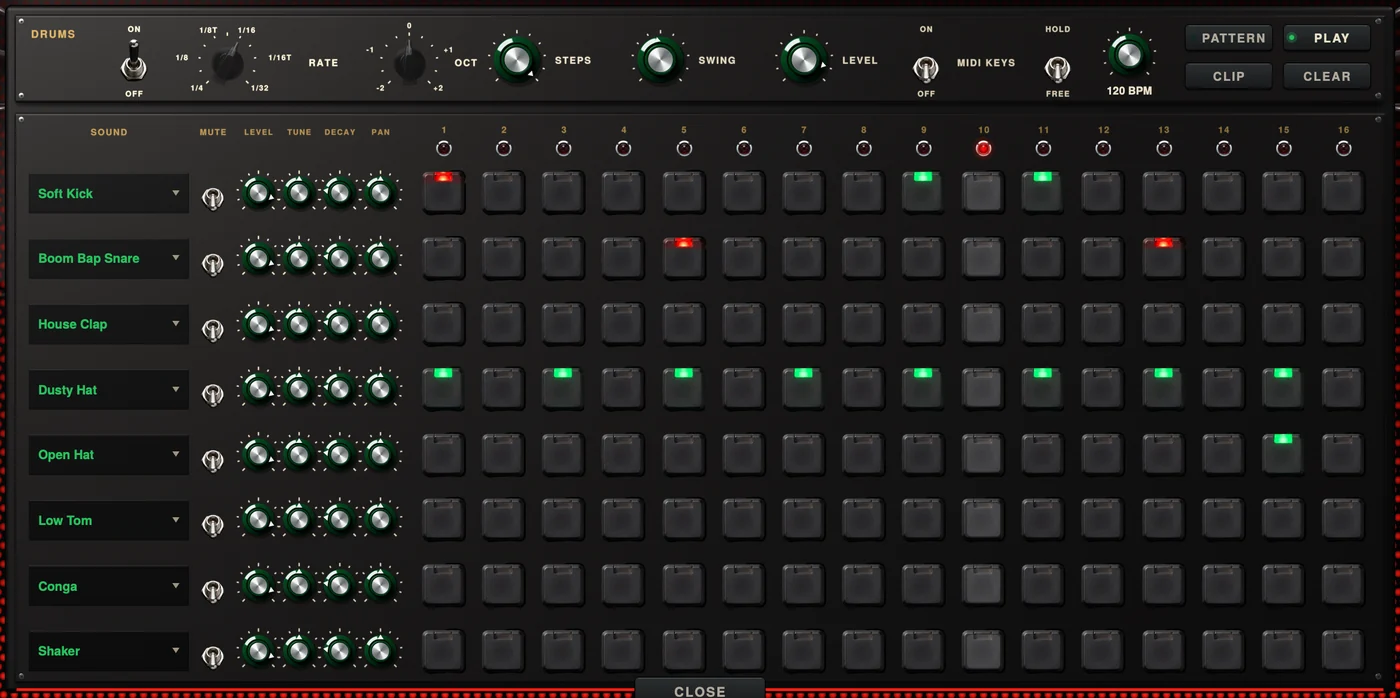 DRUMS
ON
OFF
1/8T 1/16
1/8 1/16T
1/4 1/32
RATE
0
-1 +1
-2 +2
OCT
STEPS
SWING
LEVEL
ON
OFF
MIDI KEYS
HOLD
FREE
120 BPM
PATTERN PLAY
CLIP CLEAR
SOUND MUTE LEVEL TUNE DECAY PAN 1 2 3 4 5 6 7 8 9 10 11 12 13 14 15 16
Soft Kick
Boom Bap Snare
House Clap
Dusty Hat
Open Hat
Low Tom
Conga
Shaker
CLOSE